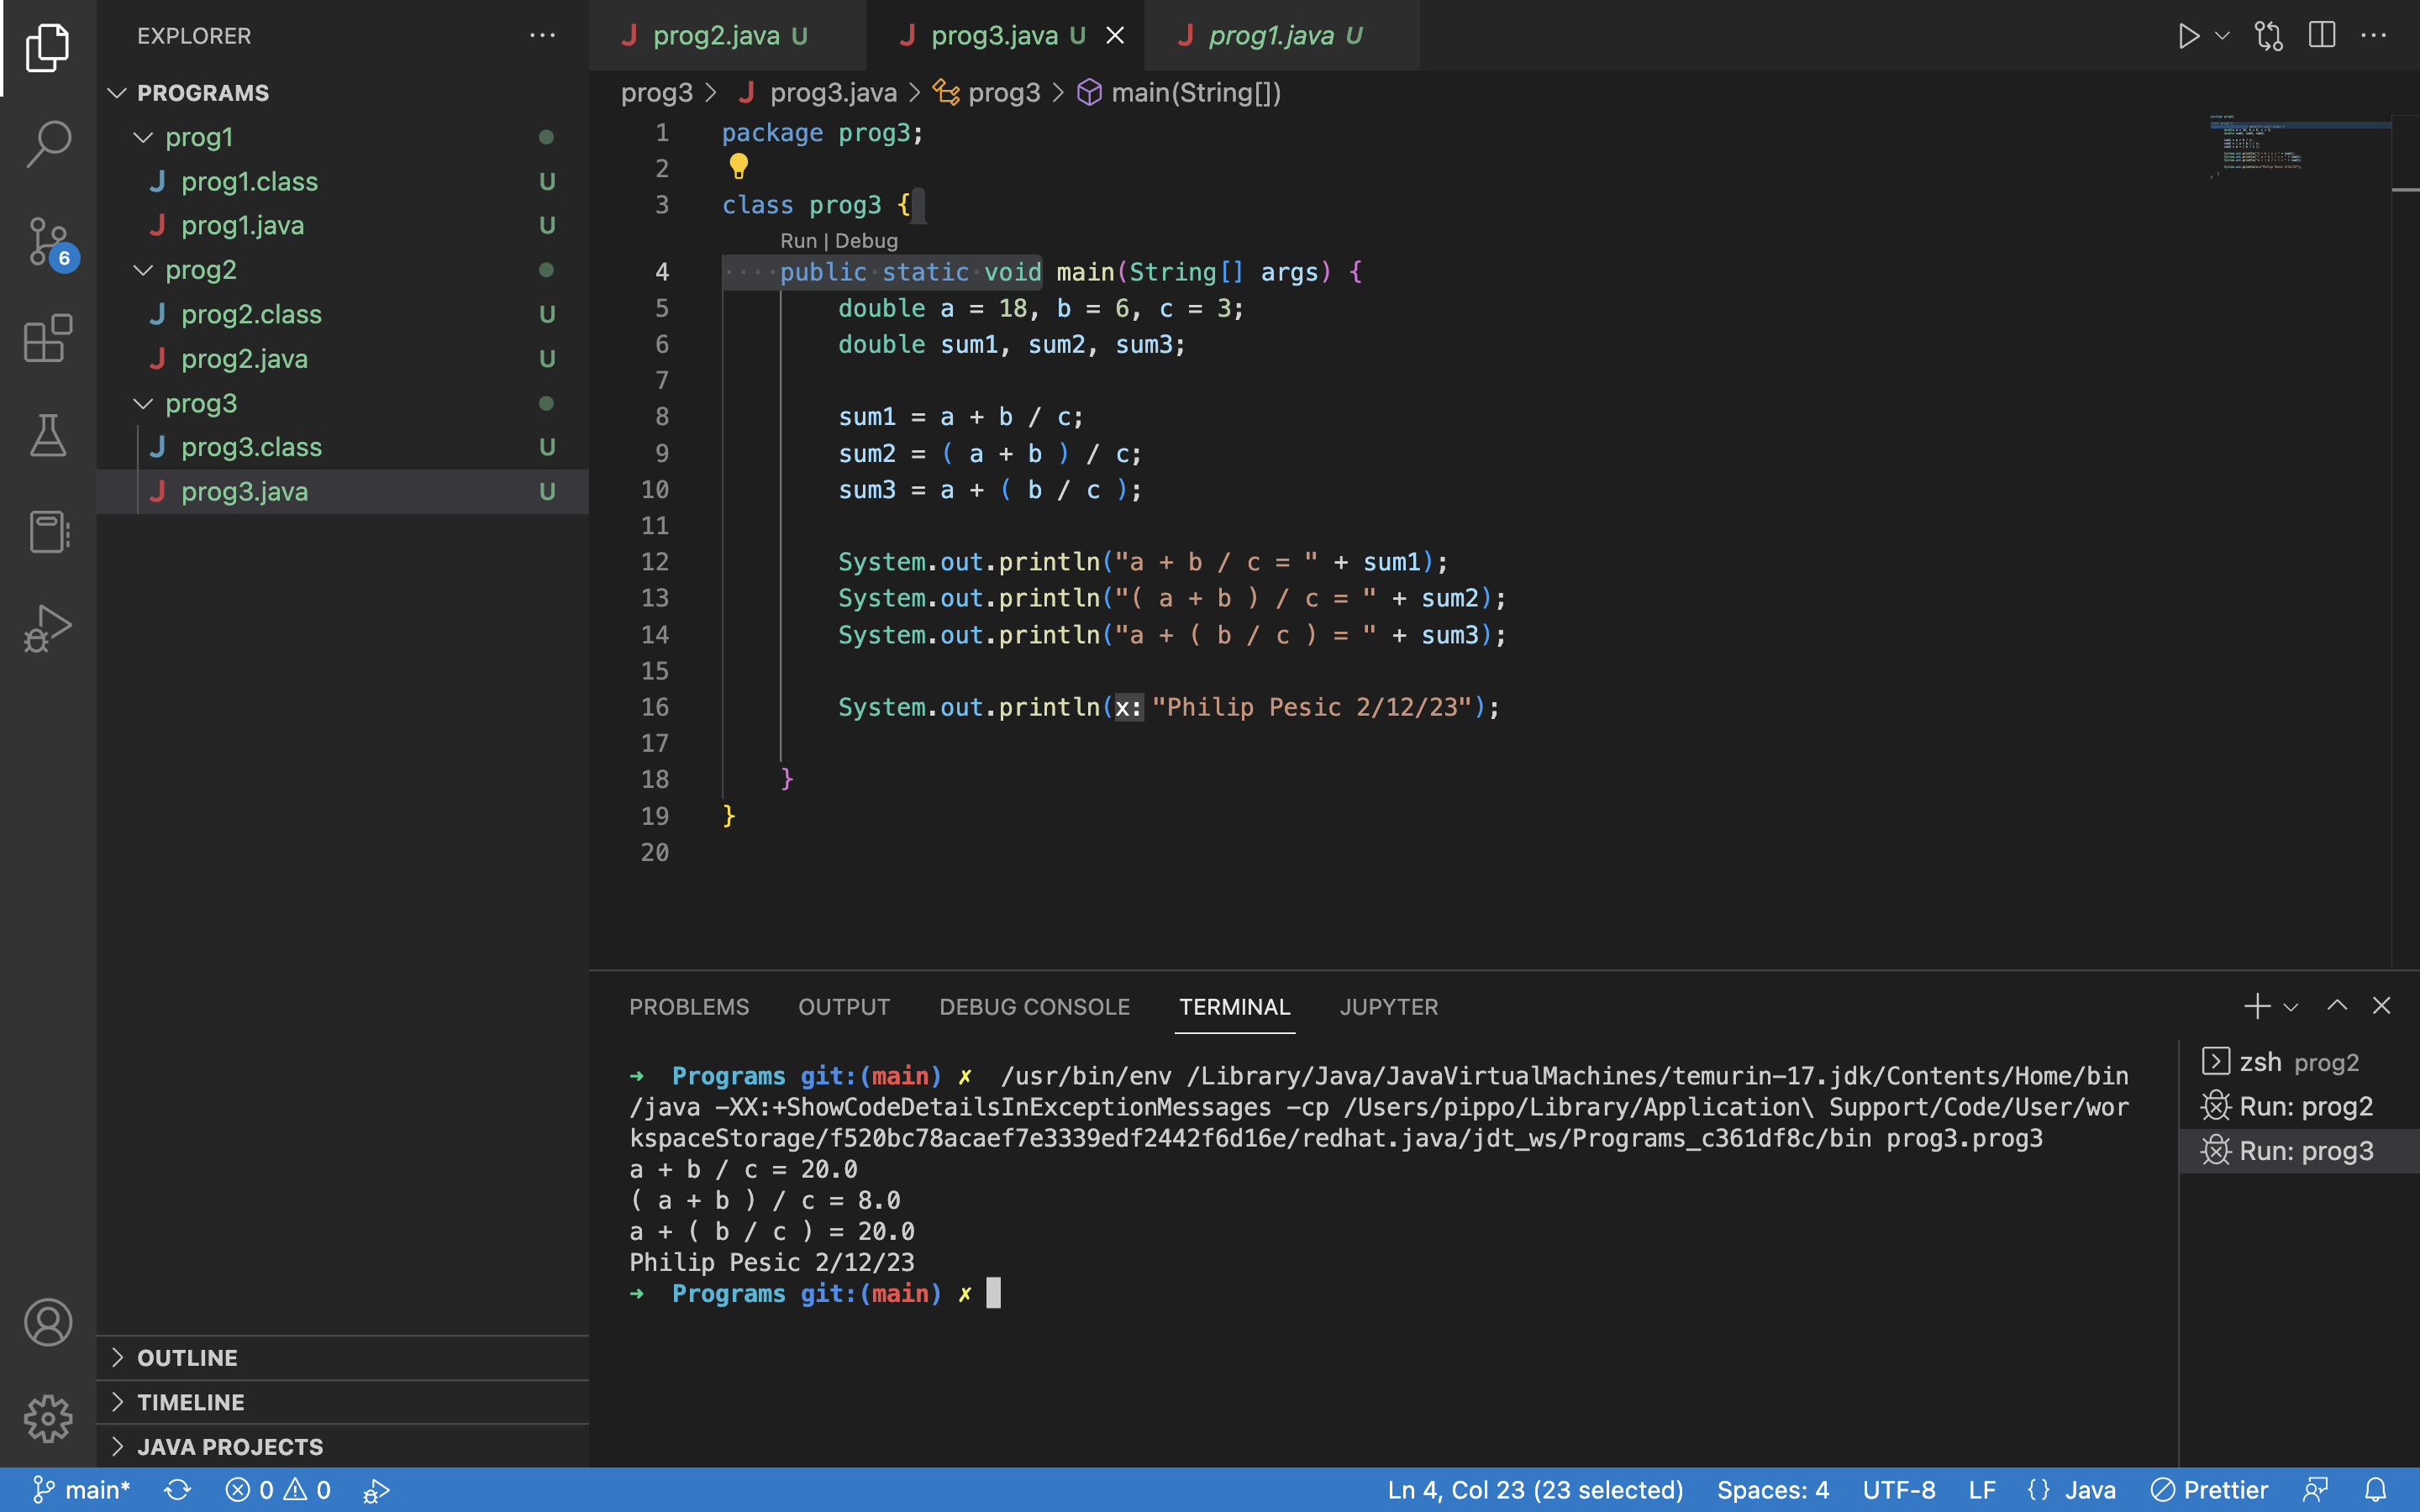 EXPLORER
PROGRAMS
prog1
prog1.class U
prog1.java U
prog2
prog2.class U
prog2.java U
prog3
prog3.class U
prog3.java U
OUTLINE
TIMELINE
JAVA PROJECTS
6
prog2.java U
prog3.java U
prog1.java U
prog3 > prog3.java > prog3 > main(String[])
1 package prog3;
2
3 class prog3 {
Run | Debug
4 ····public·static·void main(String[] args) {
5 double a = 18, b = 6, c = 3;
6 double sum1, sum2, sum3;
7
8 sum1 = a + b / c;
9 sum2 = ( a + b ) / c;
10 sum3 = a + ( b / c );
11
12 System.out.println("a + b / c = " + sum1);
13 System.out.println("( a + b ) / c = " + sum2);
14 System.out.println("a + ( b / c ) = " + sum3);
15
16 System.out.println(x: "Philip Pesic 2/12/23");
17
18 }
19 }
20
PROBLEMS OUTPUT DEBUG CONSOLE TERMINAL JUPYTER
➜ Programs git:(main) ✗ /usr/bin/env /Library/Java/JavaVirtualMachines/temurin-17.jdk/Contents/Home/bin
/java -XX:+ShowCodeDetailsInExceptionMessages -cp /Users/pippo/Library/Application\ Support/Code/User/wor
kspaceStorage/f520bc78acaef7e3339edf2442f6d16e/redhat.java/jdt_ws/Programs_c361df8c/bin prog3.prog3
a + b / c = 20.0
( a + b ) / c = 8.0
a + ( b / c ) = 20.0
Philip Pesic 2/12/23
➜ Programs git:(main) ✗
zsh prog2
Run: prog2
Run: prog3
main* 0 0 Ln 4, Col 23 (23 selected) Spaces: 4 UTF-8 LF {} Java Prettier